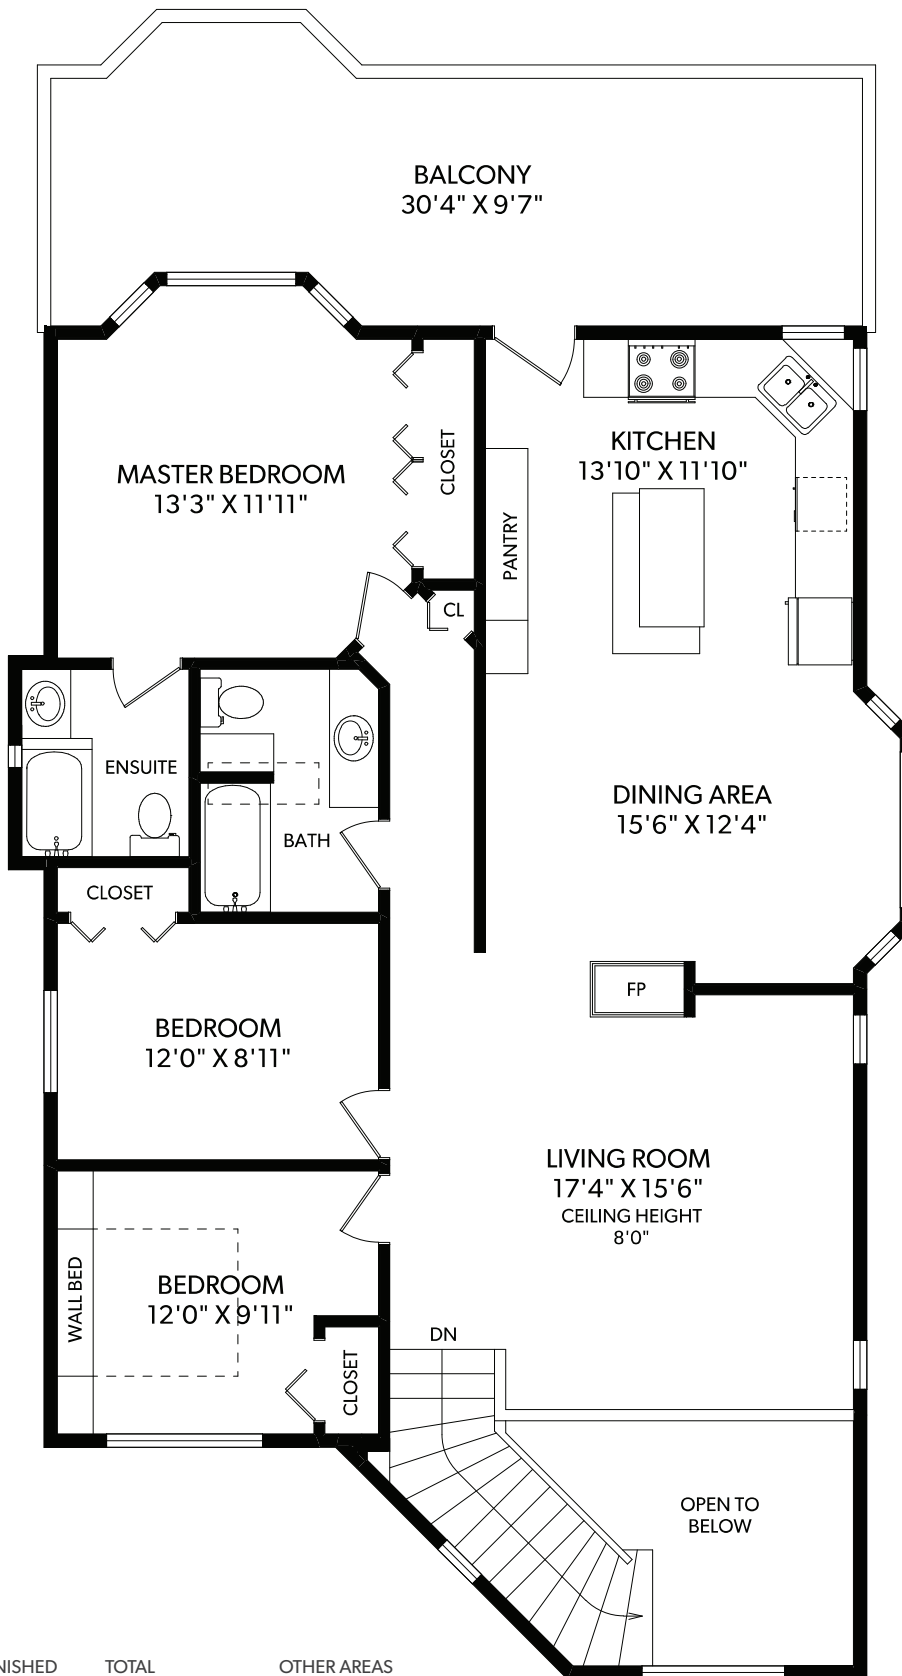 BALCONY
30'4" X 9'7"
MASTER BEDROOM
13'3" X 11'11"
CLOSET
KITCHEN
13'10" X 11'10"
PANTRY
CL
ENSUITE
BATH
DINING AREA
15'6" X 12'4"
CLOSET
FP
BEDROOM
12'0" X 8'11"
LIVING ROOM
17'4" X 15'6"
CEILING HEIGHT
8'0"
WALL BED
BEDROOM
12'0" X 9'11"
CLOSET
DN
OPEN TO
BELOW
NISHED TOTAL OTHER AREAS